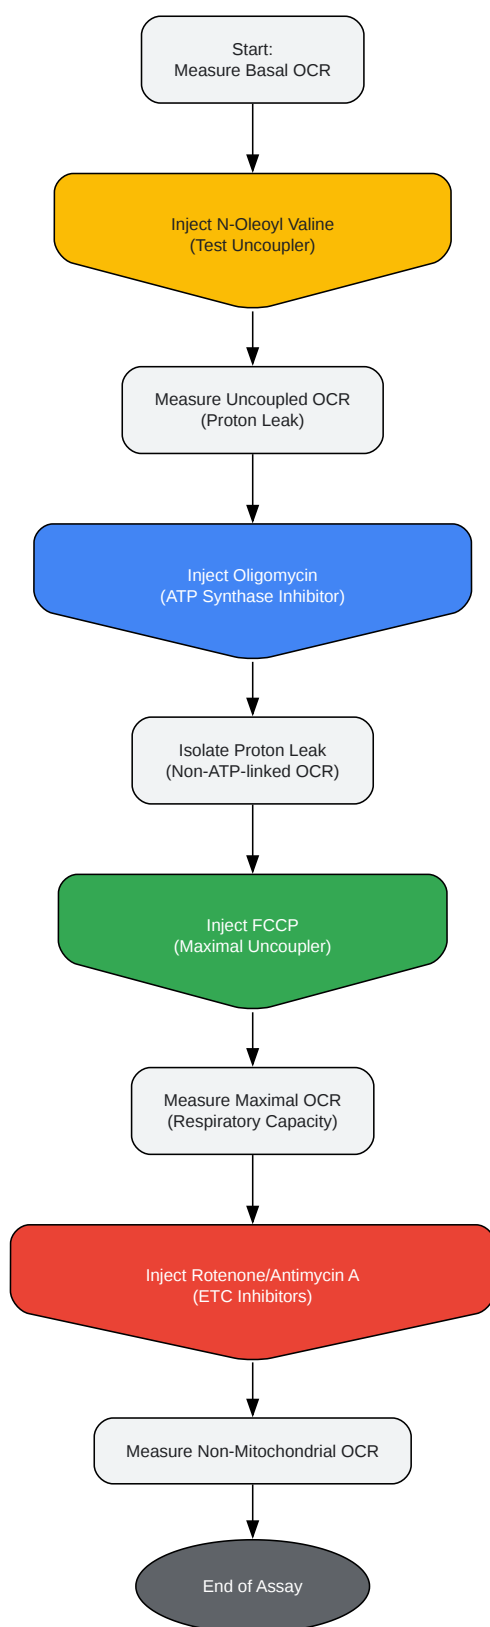 Start:
Measure Basal OCR
Inject N-Oleoyl Valine
(Test Uncoupler)
Measure Uncoupled OCR
(Proton Leak)
Inject Oligomycin
(ATP Synthase Inhibitor)
Isolate Proton Leak
(Non-ATP-linked OCR)
Inject FCCP
(Maximal Uncoupler)
Measure Maximal OCR
(Respiratory Capacity)
Inject Rotenone/Antimycin A
(ETC Inhibitors)
Measure Non-Mitochondrial OCR
End of Assay